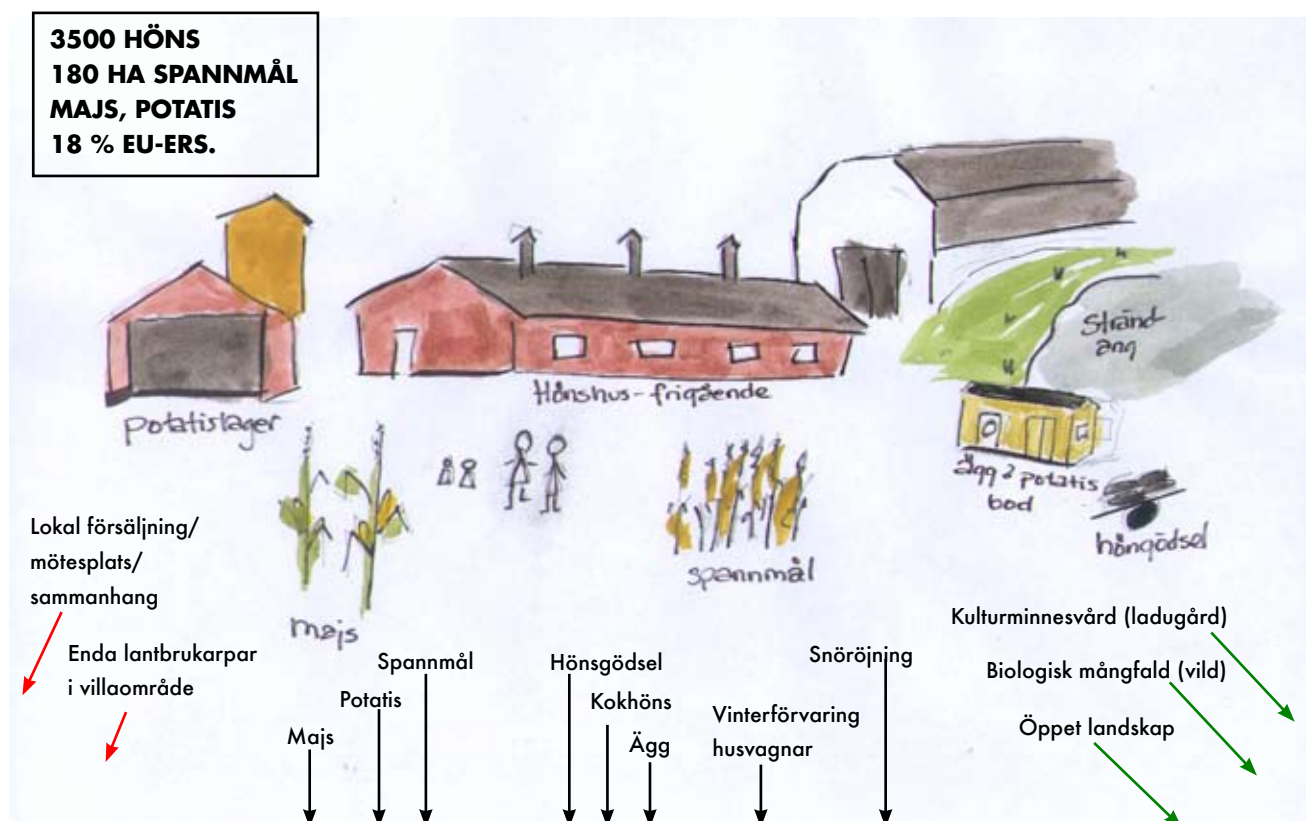 3500 HÖNS
180 HA SPANNMÅL
MAJS, POTATIS
18 % EU-ERS.
Strand
äng
Hönshus-frigående
potatislager
ägg & potatis
bod
höngödsel
spannmål
majs
Lokal försäljning/
mötesplats/
sammanhang
Enda lantbrukarpar
i villaområde
Majs
Potatis
Spannmål
Hönsgödsel
Kokhöns
Ägg
Vinterförvaring
husvagnar
Snöröjning
Kulturminnesvård (ladugård)
Biologisk mångfald (vild)
Öppet landskap